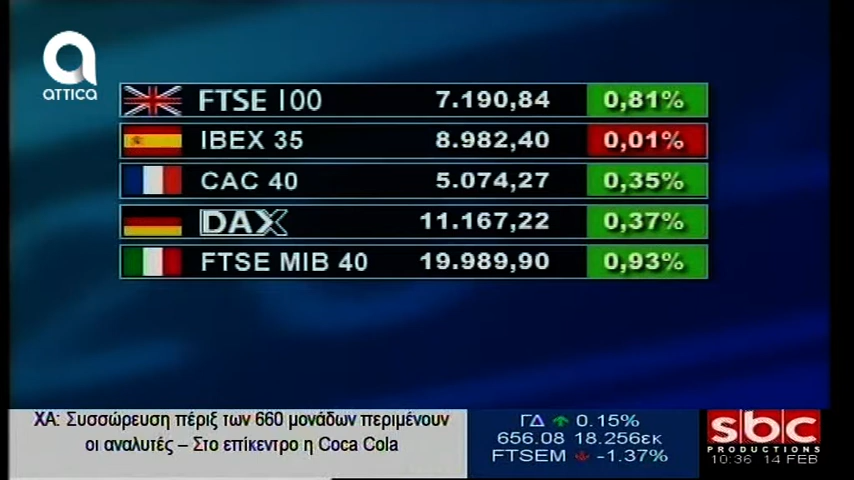 attica
FTSE 100 7.190,84 0,81%
IBEX 35 8.982,40 0,01%
CAC 40 5.074,27 0,35%
DAX 11.167,22 0,37%
FTSE MIB 40 19.989,90 0,93%
ΧΑ: Συσσώρευση πέριξ των 660 μονάδων περιμένουν
οι αναλυτές – Στο επίκεντρο η Coca Cola
ΓΔ 0.15%
656.08 18.256εκ
FTSEM -1.37%
sbc
PRODUCTIONS
10:36 14 FEB